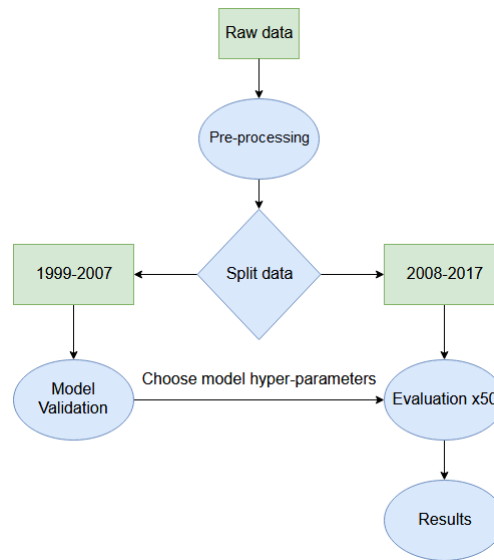 Raw data
Pre-processing
Split data
1999-2007
2008-2017
Model
Validation
Choose model hyper-parameters
Evaluation x50
Results